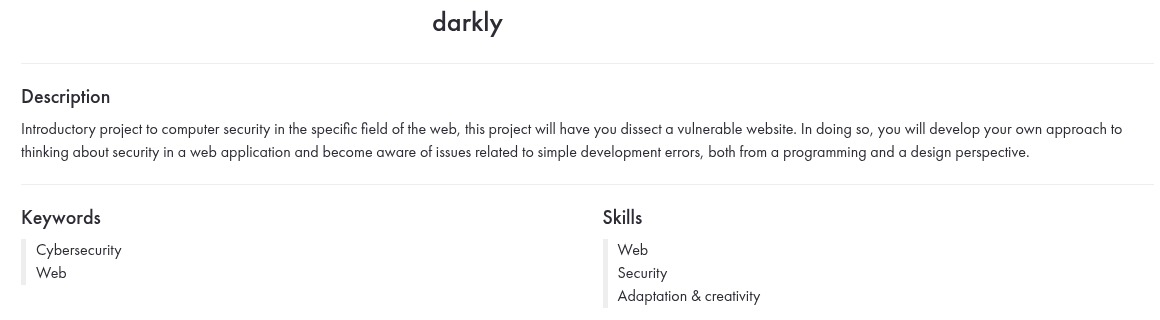 darkly
Description
Introductory project to computer security in the specific field of the web, this project will have you dissect a vulnerable website. In doing so, you will develop your own approach to
thinking about security in a web application and become aware of issues related to simple development errors, both from a programming and a design perspective.
Keywords
Cybersecurity
Web
Skills
Web
Security
Adaptation & creativity